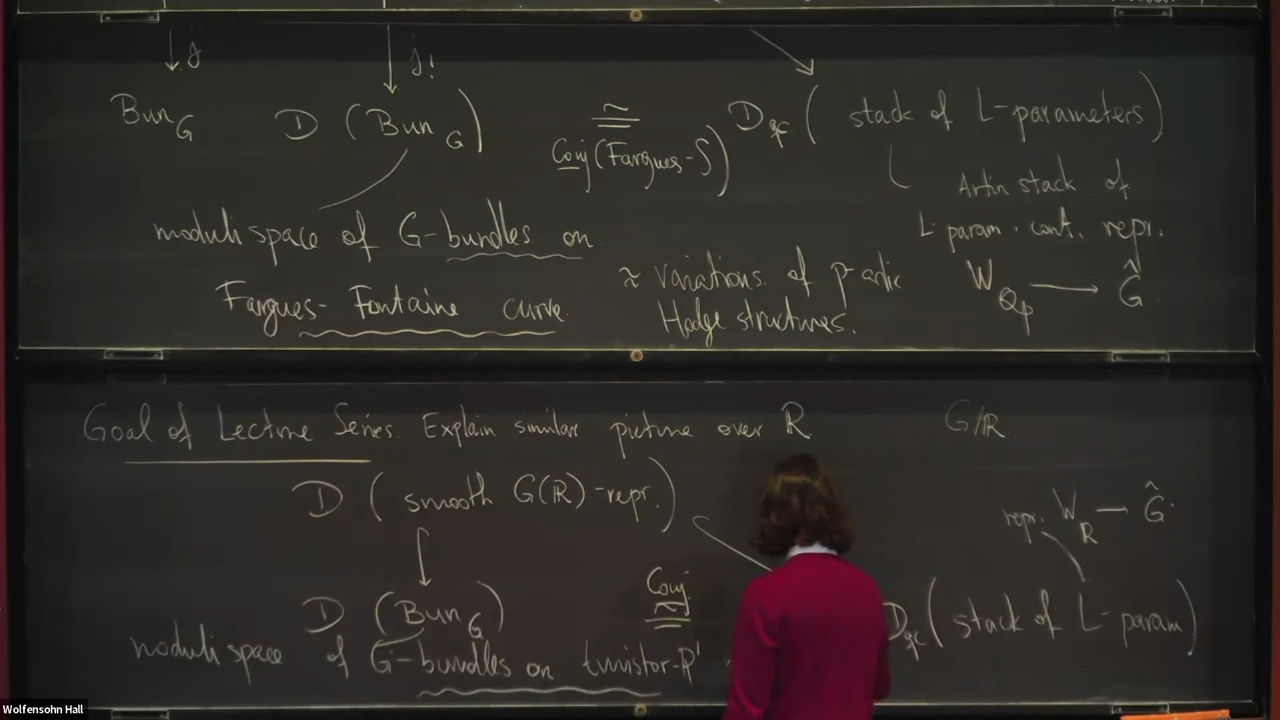 ↓j ↓j!
Bun_G D(Bun_G) ≅ D_qc(stack of L-parameters)
Conj(Fargues-S)
Artin stack of
L-param. cont. repr.
W_Qp → Ĝ
moduli space of G-bundles on
Fargues-Fontaine curve
≈ variations of p-adic
Hodge structures.
Goal of Lecture Series. Explain similar picture over R G/R
D(smooth G(R)-repr.)
repr. W_R → Ĝ
Conj.
D(Bun_G) ≅ D_qc(stack of L-param)
moduli space of G-bundles on twistor-P¹
Wolfensohn Hall